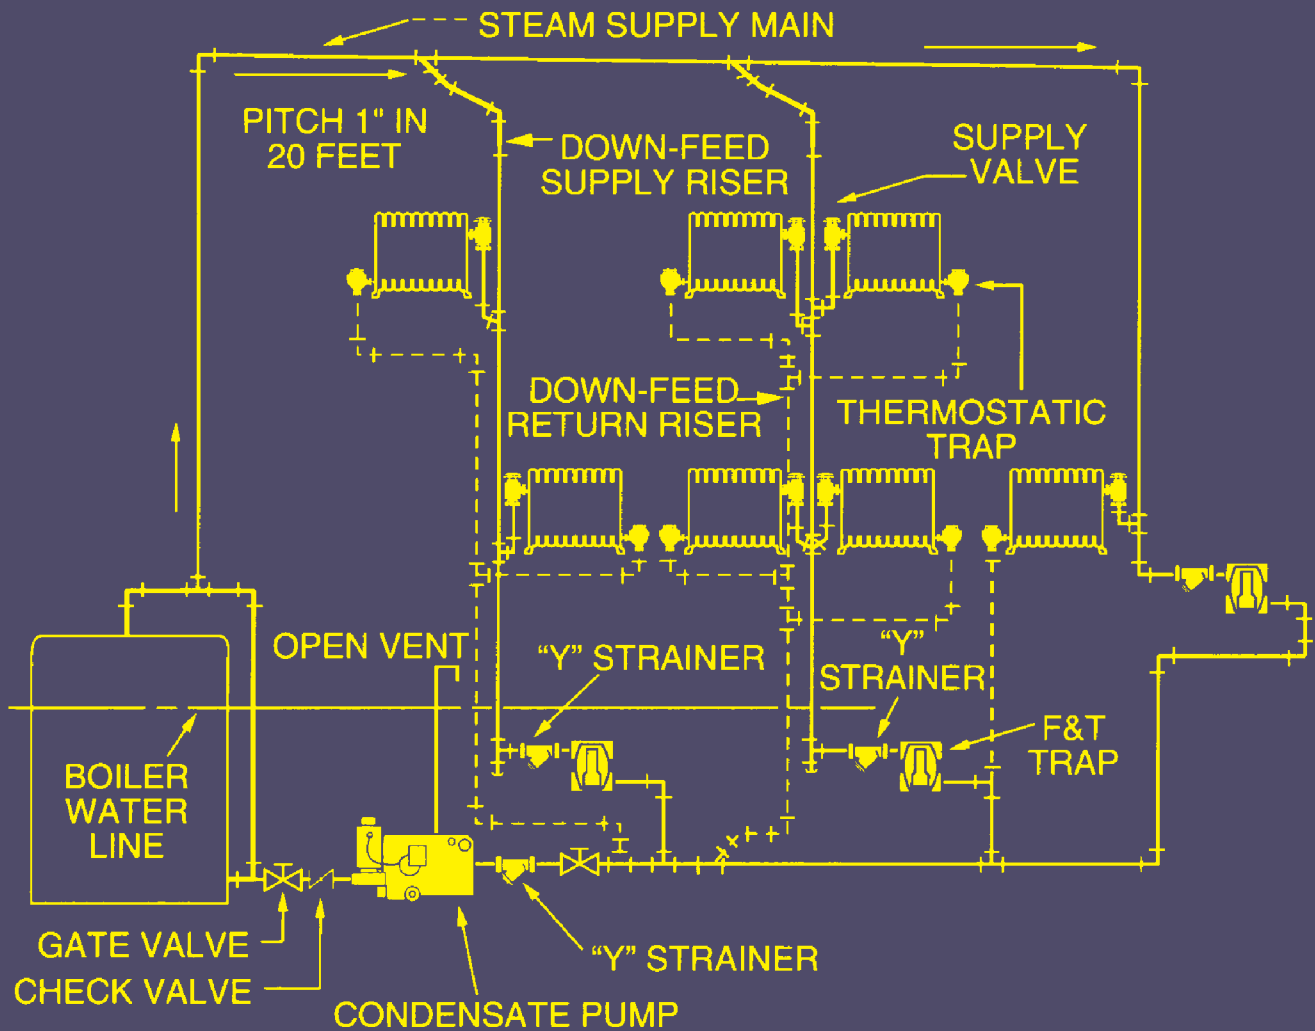 STEAM SUPPLY MAIN
PITCH 1" IN
20 FEET
DOWN-FEED
SUPPLY RISER
SUPPLY
VALVE
DOWN-FEED
RETURN RISER
THERMOSTATIC
TRAP
OPEN VENT
“Y” STRAINER
“Y”
STRAINER
F&T
TRAP
BOILER
WATER
LINE
GATE VALVE
CHECK VALVE
“Y” STRAINER
CONDENSATE PUMP